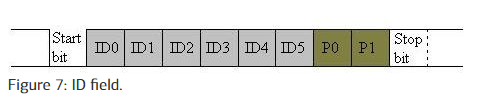 Start bit ID0 ID1 ID2 ID3 ID4 ID5 P0 P1 Stop bit
Figure 7: ID field.